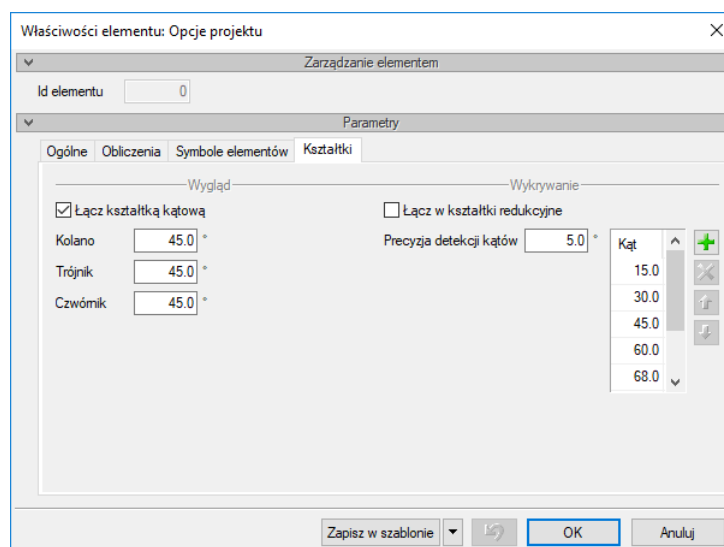 Właściwości elementu: Opcje projektu
Zarządzanie elementem
Id elementu 0
Parametry
Ogólne Obliczenia Symbole elementów Kształtki
Wygląd Wykrywanie
Łącz kształtką kątową Łącz w kształtki redukcyjne
Kolano 45.0 ° Precyzja detekcji kątów 5.0 ° Kąt
15.0
Trójnik 45.0 °
30.0
Czwórnik 45.0 °
45.0
60.0
68.0
Zapisz w szablonie OK Anuluj